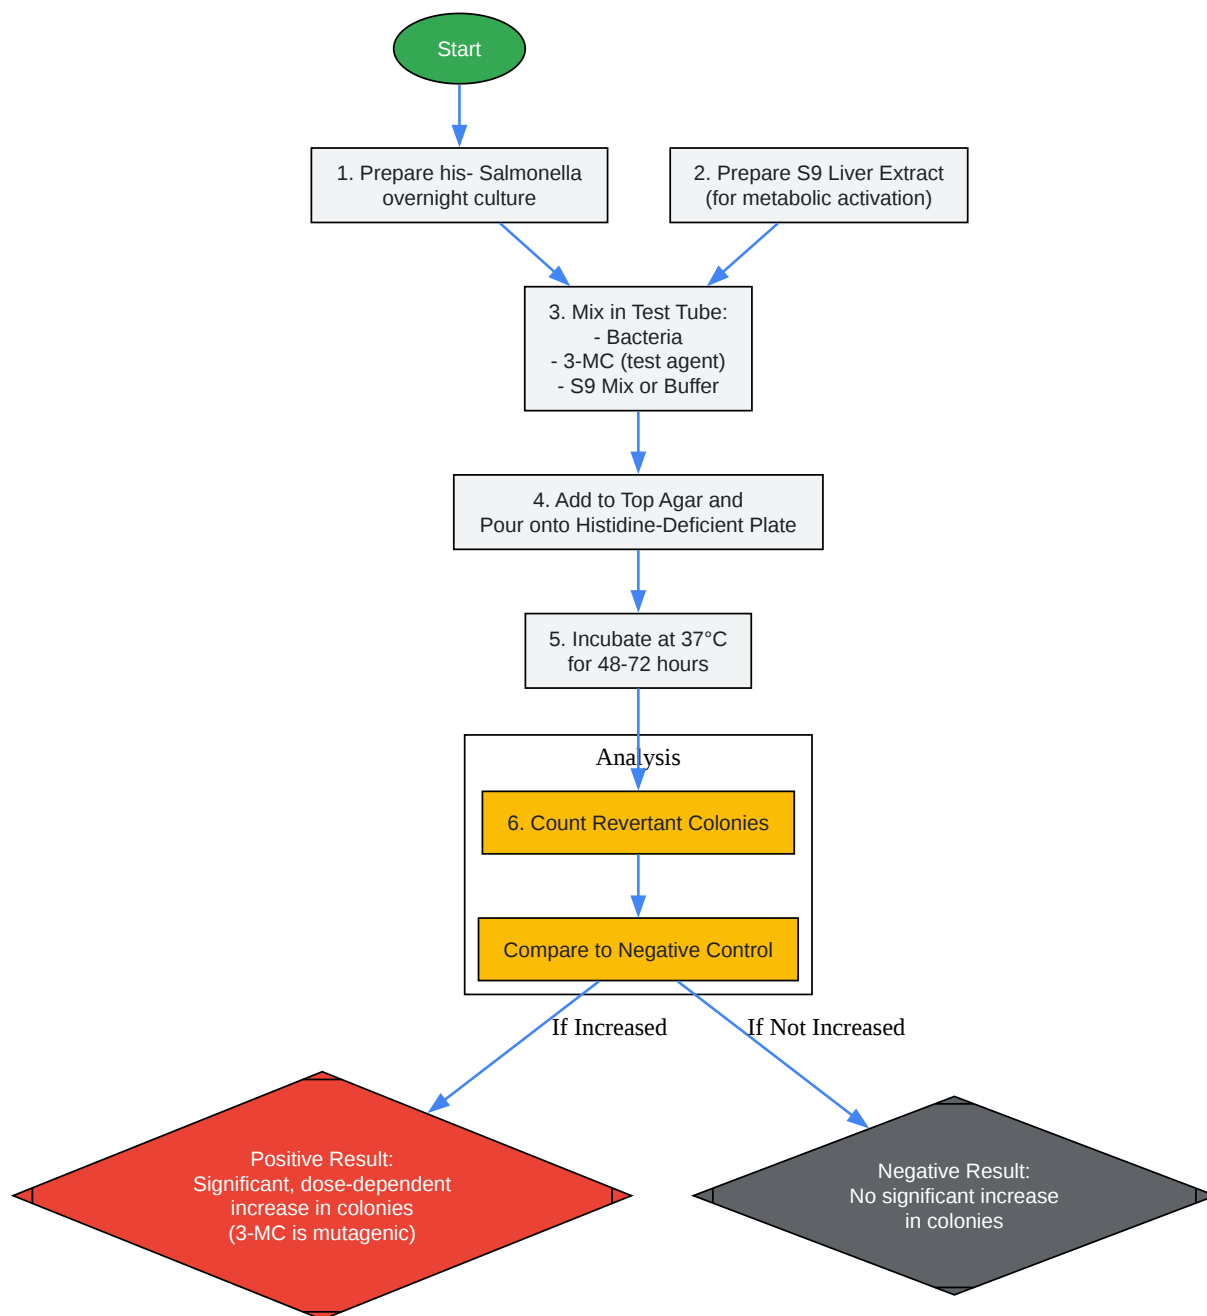 Start
1. Prepare his- Salmonella
overnight culture
2. Prepare S9 Liver Extract
(for metabolic activation)
3. Mix in Test Tube:
- Bacteria
- 3-MC (test agent)
- S9 Mix or Buffer
4. Add to Top Agar and
Pour onto Histidine-Deficient Plate
5. Incubate at 37°C
for 48-72 hours
Analysis
6. Count Revertant Colonies
Compare to Negative Control
If Increased
If Not Increased
Positive Result:
Significant, dose-dependent
increase in colonies
(3-MC is mutagenic)
Negative Result:
No significant increase
in colonies